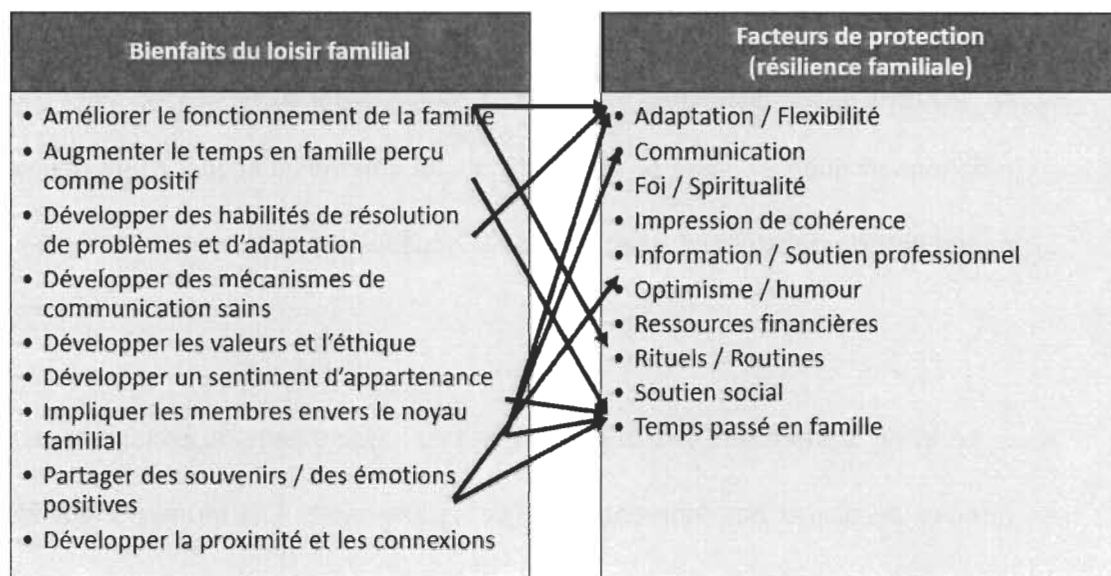 Bienfaits du loisir familial
• Améliorer le fonctionnement de la famille
• Augmenter le temps en famille perçu
comme positif
• Développer des habilités de résolution
de problèmes et d'adaptation
• Développer des mécanismes de
communication sains
• Développer les valeurs et l'éthique
• Développer un sentiment d'appartenance
• Impliquer les membres envers le noyau
familial
• Partager des souvenirs / des émotions
positives
• Développer la proximité et les connexions
Facteurs de protection
(résilience familiale)
• Adaptation / Flexibilité
• Communication
• Foi / Spiritualité
• Impression de cohérence
• Information / Soutien professionnel
• Optimisme / humour
• Ressources financières
• Rituels / Routines
• Soutien social
• Temps passé en famille